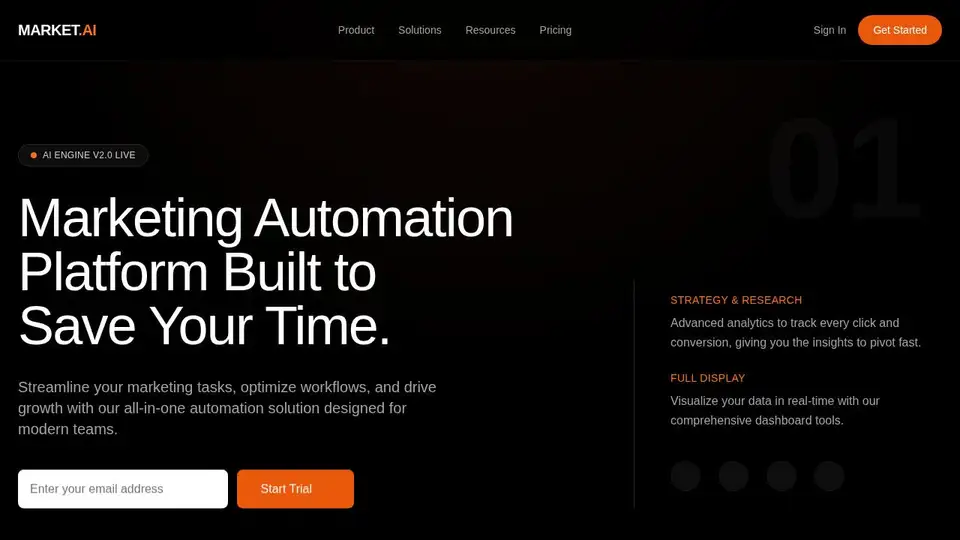 MARKET.AI
Product
Solutions
Resources
Pricing
Sign In
Get Started
01
AI ENGINE V2.0 LIVE
Marketing Automation
Platform Built to
Save Your Time.
Streamline your marketing tasks, optimize workflows, and drive
growth with our all-in-one automation solution designed for
modern teams.
Enter your email address
Start Trial
STRATEGY & RESEARCH
Advanced analytics to track every click and
conversion, giving you the insights to pivot fast.
FULL DISPLAY
Visualize your data in real-time with our
comprehensive dashboard tools.